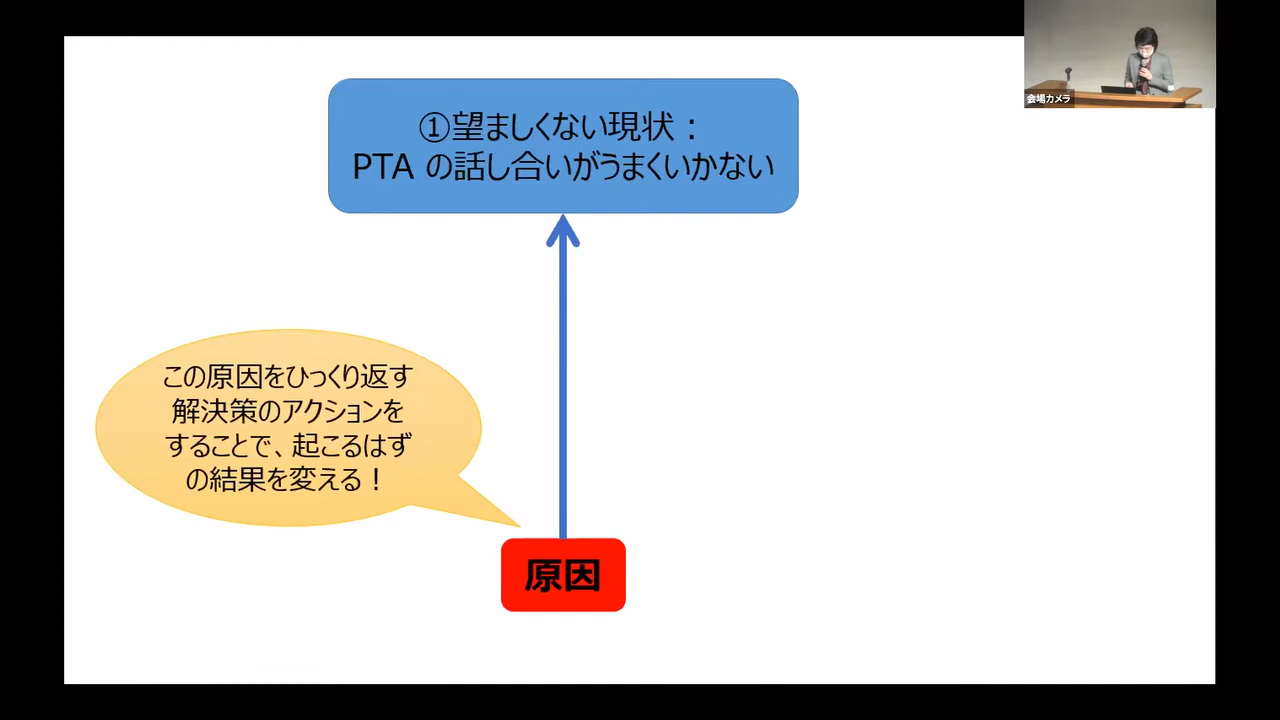 会場カメラ
①望ましくない現状：
PTA の話し合いがうまくいかない
この原因をひっくり返す
解決策のアクションを
することで、起こるはず
の結果を変える！
原因